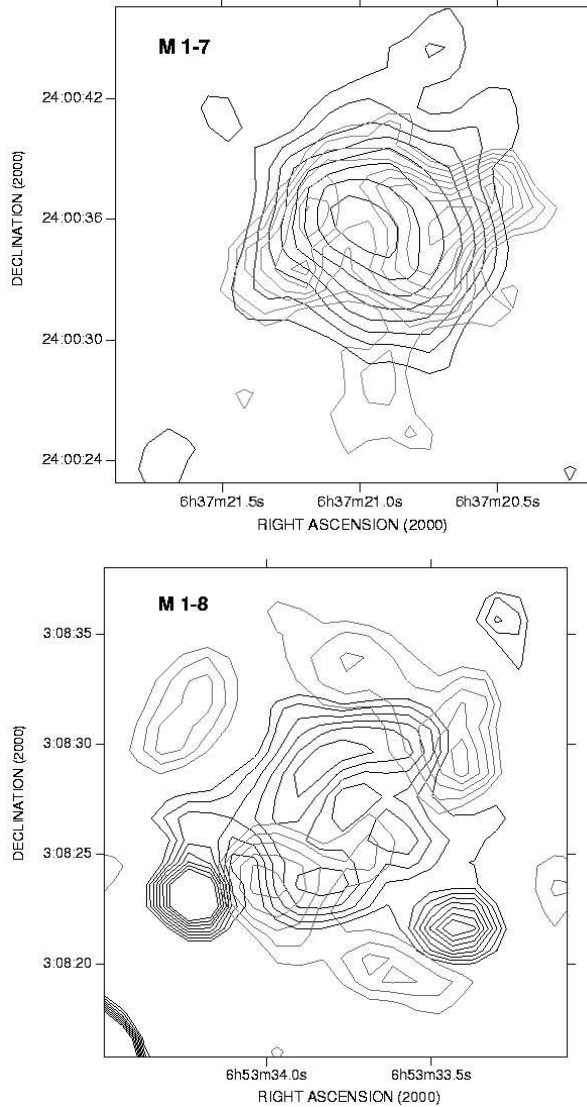 M 1-7
24:00:42
24:00:36
24:00:30
24:00:24
DECLINATION (2000)
6h37m21.5s 6h37m21.0s 6h37m20.5s
RIGHT ASCENSION (2000)
M 1-8
3:08:35
3:08:30
3:08:25
3:08:20
DECLINATION (2000)
6h53m34.0s 6h53m33.5s
RIGHT ASCENSION (2000)